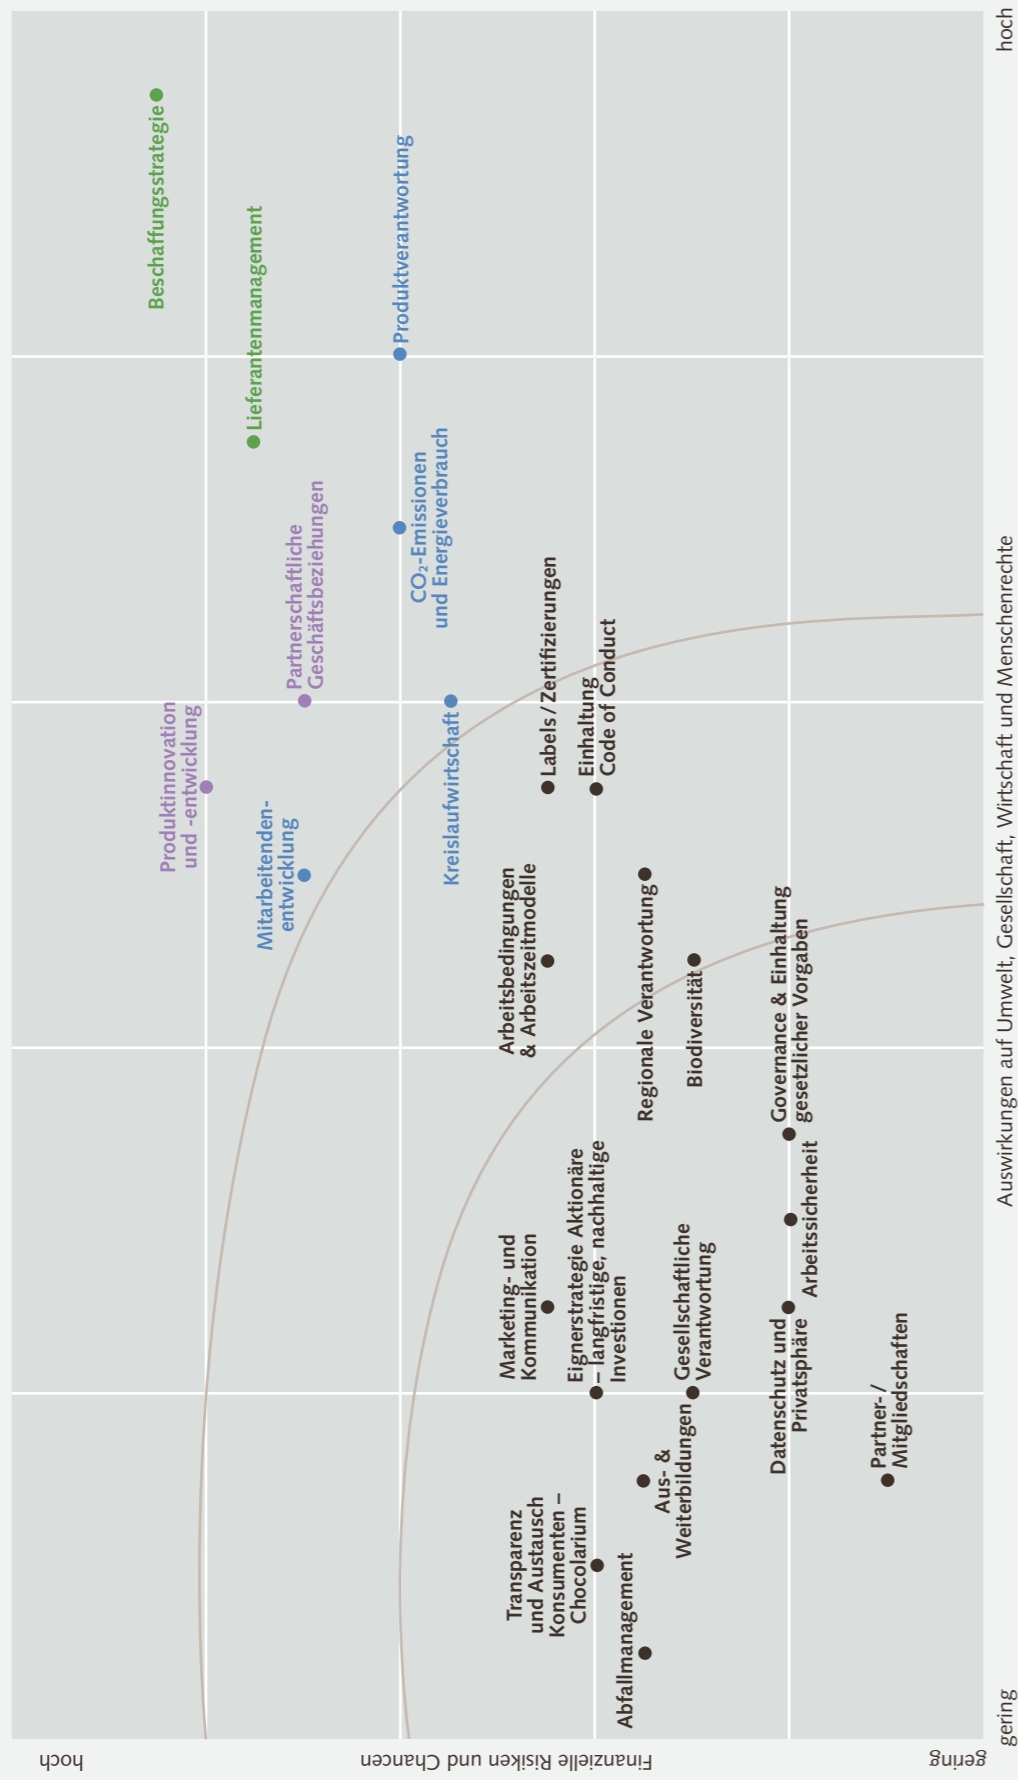 hoch
Finanzielle Risiken und Chancen
gering
Beschaffungsstrategie
Lieferantenmanagement
Produktverantwortung
Produktinnovation
und -entwicklung
Partnerschaftliche
Geschäftsbeziehungen
Mitarbeitenden-
entwicklung
CO₂-Emissionen
und Energieverbrauch
Kreislaufwirtschaft
Labels / Zertifizierungen
Einhaltung
Code of Conduct
Arbeitsbedingungen
& Arbeitszeitmodelle
Regionale Verantwortung
Biodiversität
Governance & Einhaltung
gesetzlicher Vorgaben
Marketing- und
Kommunikation
Eignerstrategie Aktionäre
– langfristige, nachhaltige
Investionen
Gesellschaftliche
Verantwortung
Arbeitssicherheit
Datenschutz und
Privatsphäre
Transparenz
und Austausch
Konsumenten –
Chocolarium
Aus- &
Weiterbildungen
Abfallmanagement
Partner- /
Mitgliedschaften
gering
Auswirkungen auf Umwelt, Gesellschaft, Wirtschaft und Menschenrechte
hoch